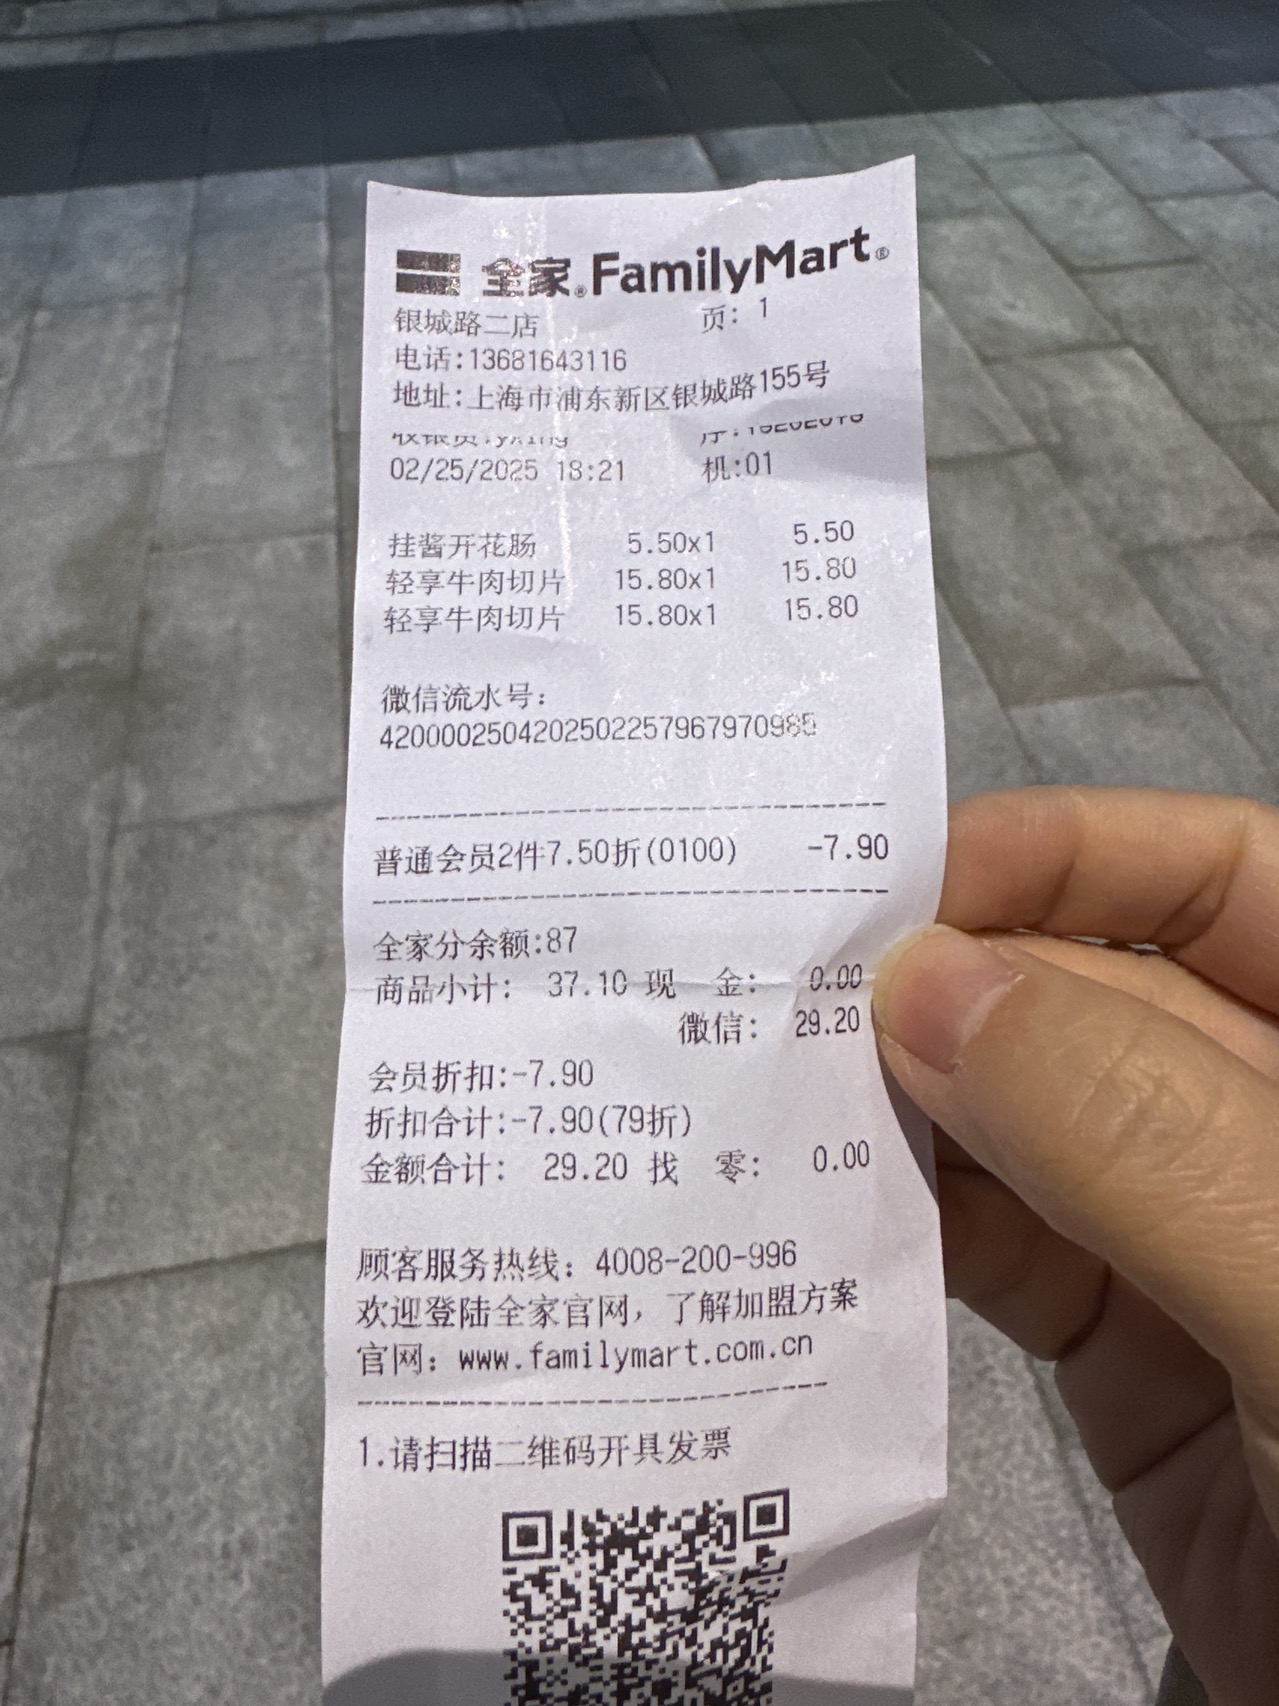 全家® FamilyMart®
银城路二店 页: 1
电话:13681643116
地址:上海市浦东新区银城路155号
收银员:yxing 序:
02/25/2025 18:21 机:01
挂酱开花肠 5.50x1 5.50
轻享牛肉切片 15.80x1 15.80
轻享牛肉切片 15.80x1 15.80
微信流水号:
4200002504202502257967970985
普通会员2件7.50折(0100) -7.90
全家分余额:87
商品小计: 37.10 现 金: 0.00
微信: 29.20
会员折扣:-7.90
折扣合计:-7.90(79折)
金额合计: 29.20 找 零: 0.00
顾客服务热线: 4008-200-996
欢迎登陆全家官网, 了解加盟方案
官网: www.familymart.com.cn
1.请扫描二维码开具发票